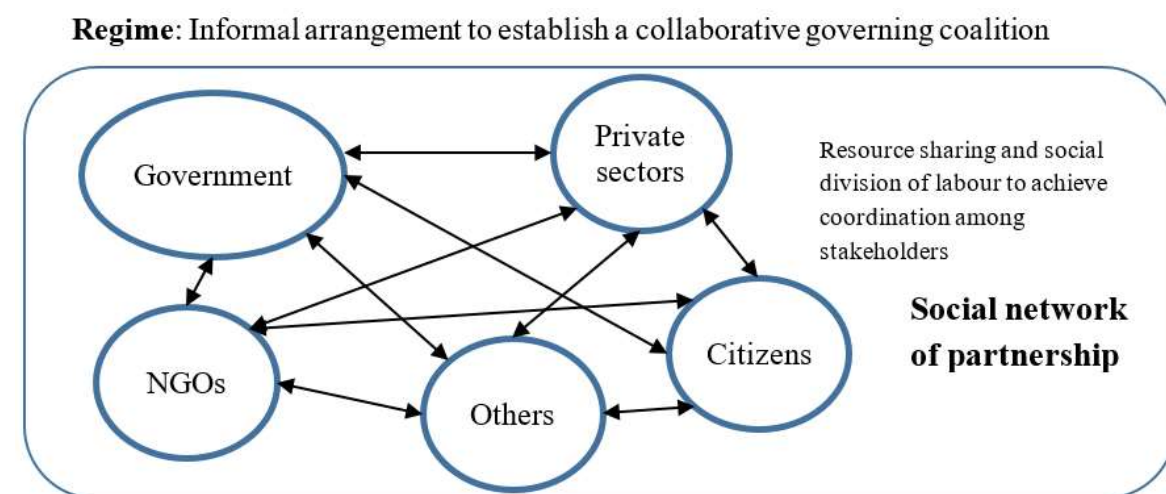 Regime: Informal arrangement to establish a collaborative governing coalition
Government
Private
sectors
Resource sharing and social
division of labour to achieve
coordination among
stakeholders
Social network
of partnership
NGOs
Others
Citizens